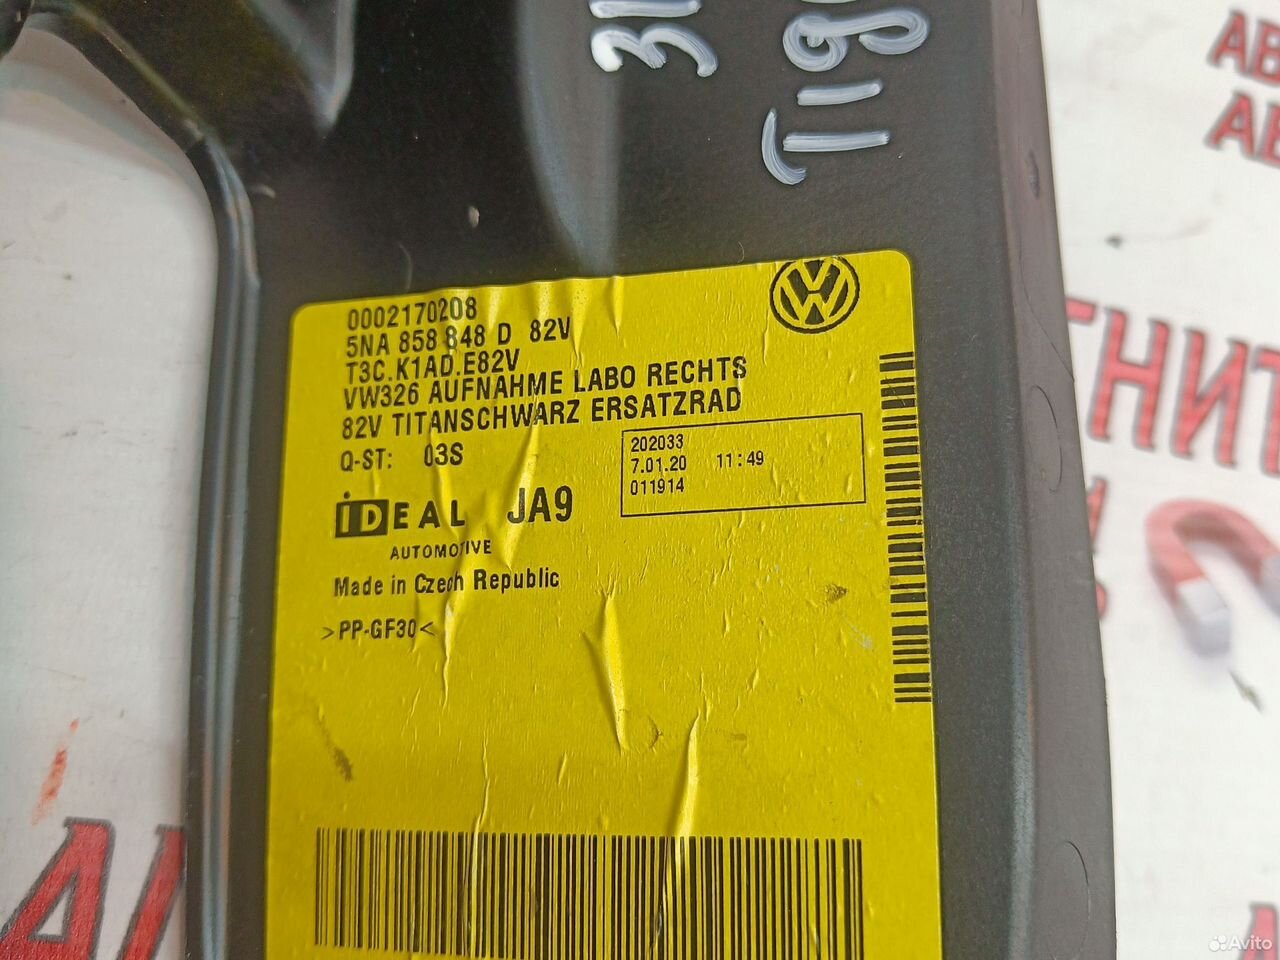 0002170208
5NA 858 848 D 82V
T3C.K1AD.E82V
VW326 AUFNAHME LABO RECHTS
82V TITANSCHWARZ ERSATZRAD
Q-ST: 03S
202033
7.01.20 11:49
011914
iDEAL JA9
AUTOMOTIVE
Made in Czech Republic
>PP-GF30<
Avito